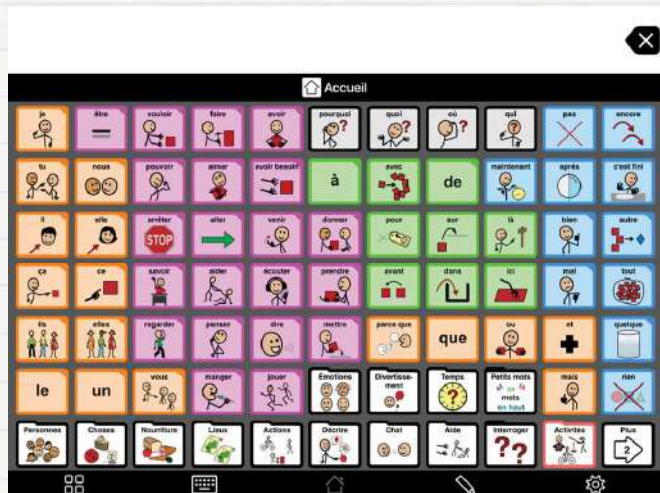 Accueil
je être vouloir faire avoir pourquoi quoi où qui pas encore
tu nous pouvoir aimer avoir besoin à avec de maintenant après c'est fini
il elle arrêter aller venir donner pour sur là bien autre
STOP
ça ce savoir aider écouter prendre avant dans ici mal tout
ils elles regarder penser dire mettre parce que que ou et quelque
le un vous manger jouer Émotions Divertisse-
ment Temps Petits mots mais rien
mots
en haut
Personnes Choses Nourriture Lieux Actions Décrire Chat Aide Interroger Activités Plus
2